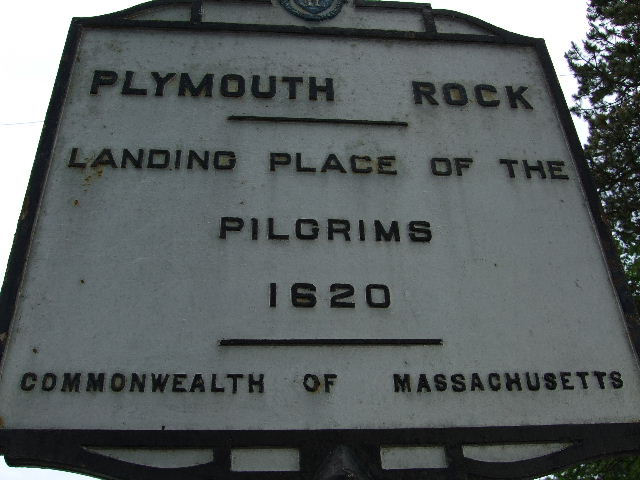 PLYMOUTH ROCK
LANDING PLACE OF THE
PILGRIMS
1620
COMMONWEALTH OF MASSACHUSETTS